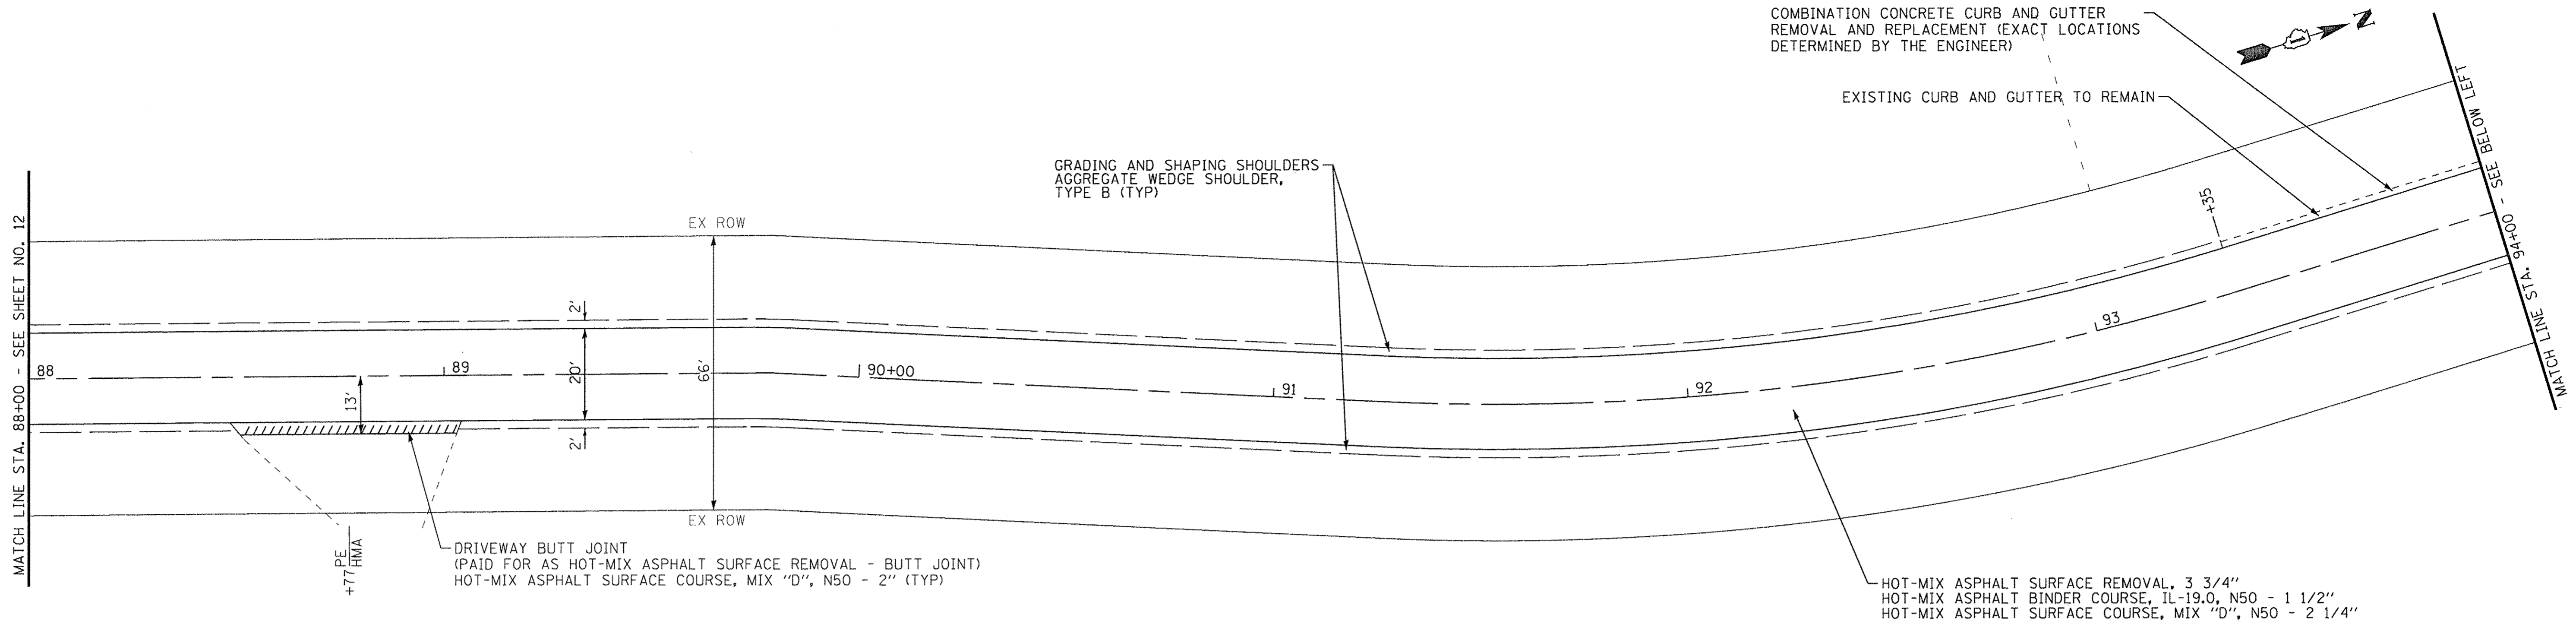 COMBINATION CONCRETE CURB AND GUTTER
REMOVAL AND REPLACEMENT (EXACT LOCATIONS
DETERMINED BY THE ENGINEER)
N
1
EXISTING CURB AND GUTTER TO REMAIN
GRADING AND SHAPING SHOULDERS
AGGREGATE WEDGE SHOULDER,
TYPE B (TYP)
MATCH LINE STA. 88+00 - SEE SHEET NO. 12
EX ROW
+35
2'
20'
2'
66'
13'
88
89
90+00
91
92
93
EX ROW
MATCH LINE STA. 94+00 - SEE BELOW LEFT
+77 PE
HMA
DRIVEWAY BUTT JOINT
(PAID FOR AS HOT-MIX ASPHALT SURFACE REMOVAL - BUTT JOINT)
HOT-MIX ASPHALT SURFACE COURSE, MIX "D", N50 - 2" (TYP)
HOT-MIX ASPHALT SURFACE REMOVAL, 3 3/4"
HOT-MIX ASPHALT BINDER COURSE, IL-19.0, N50 - 1 1/2"
HOT-MIX ASPHALT SURFACE COURSE, MIX "D", N50 - 2 1/4"